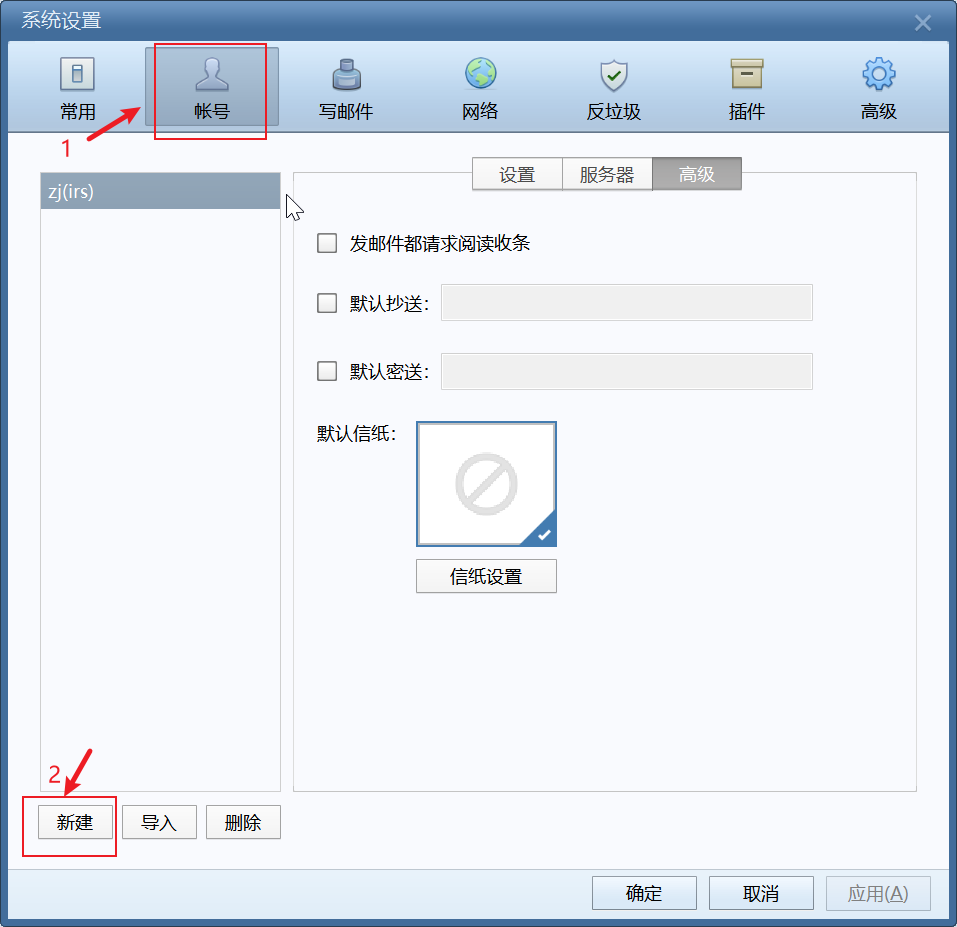 系统设置
常用
帐号
写邮件
网络
反垃圾
插件
高级
1
zj(irs)
设置
服务器
高级
发邮件都请求阅读收条
默认抄送：
默认密送：
默认信纸：
信纸设置
2
新建
导入
删除
确定
取消
应用(A)